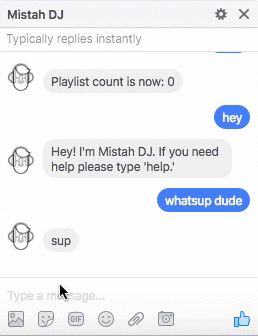 Mistah DJ
Typically replies instantly
Playlist count is now: 0
hey
Hey! I'm Mistah DJ. If you need
help please type 'help.'
whatsup dude
sup
Type a message...
GIF